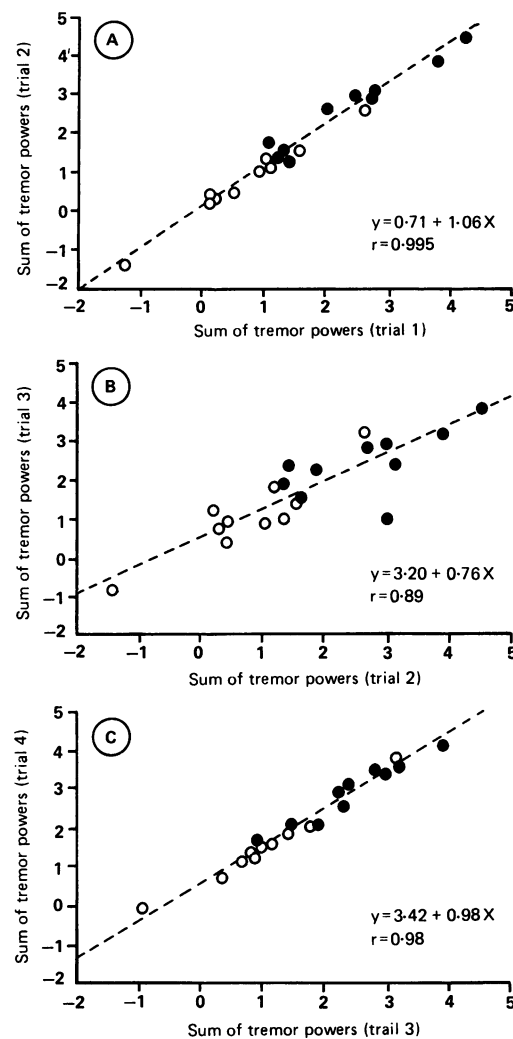 A
5
4'
3
2
1
0
−1
−2
−2 −1 0 1 2 3 4 5
Sum of tremor powers (trial 2)
Sum of tremor powers (trial 1)
y=0·71 + 1·06X
r=0·995
B
5
4
3
2
1
0
−1
−2
−2 −1 0 1 2 3 4 5
Sum of tremor powers (trial 3)
Sum of tremor powers (trial 2)
y=3·20 + 0·76X
r=0·89
C
5
4
3
2
1
0
−1
−2
−2 −1 0 1 2 3 4 5
Sum of tremor powers (trial 4)
Sum of tremor powers (trail 3)
y=3·42 + 0·98X
r=0·98